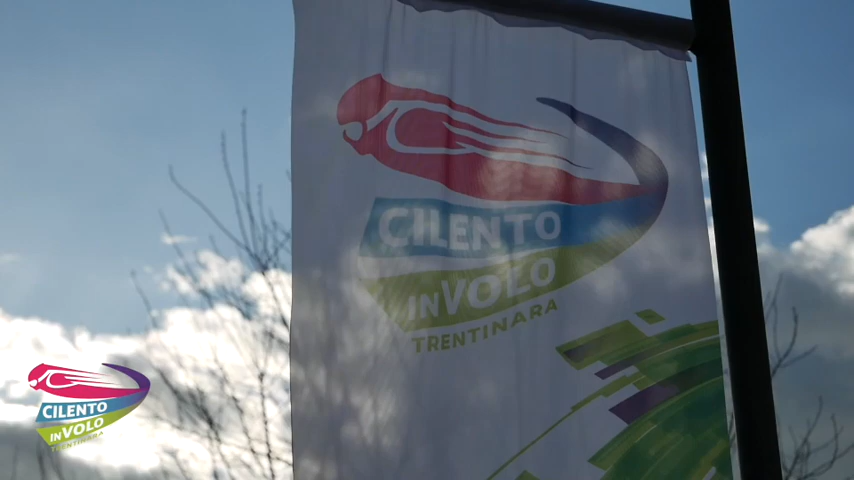 CILENTO
INVOLO
TRENTINARA
CILENTO
INVOLO
TRENTINARA